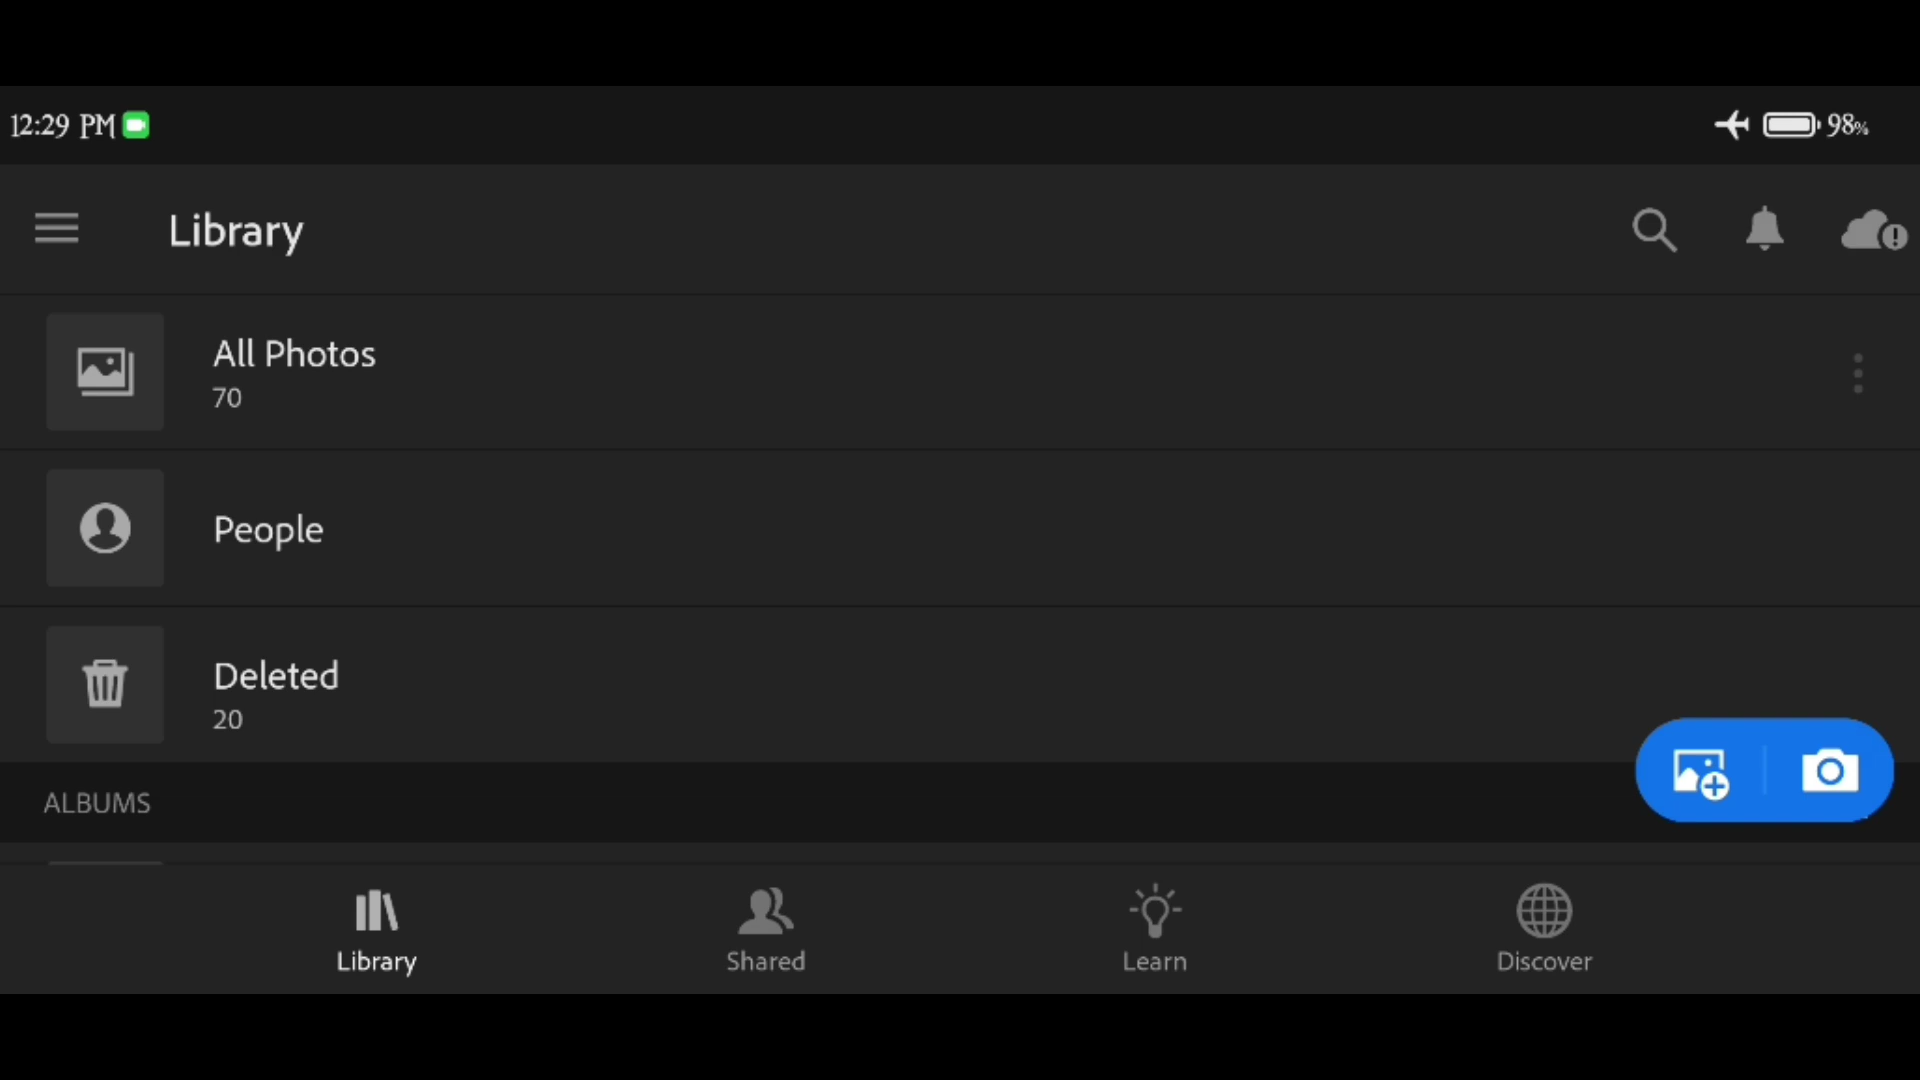 12:29 PM
98%
Library
All Photos
70
People
Deleted
20
ALBUMS
Library
Shared
Learn
Discover